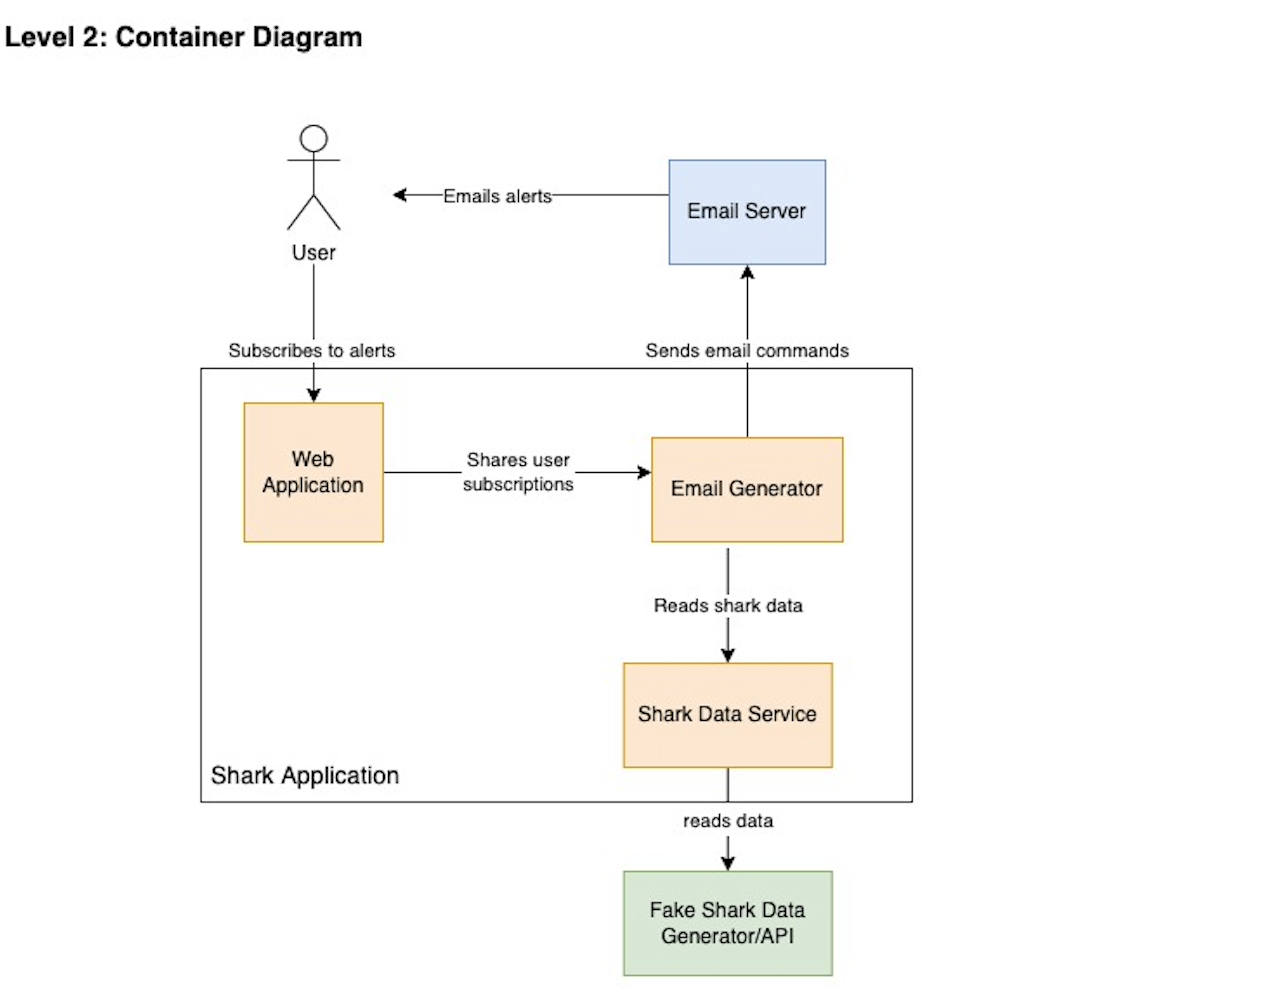 Level 2: Container Diagram
Emails alerts
Email Server
User
Subscribes to alerts
Sends email commands
Web
Application
Shares user
subscriptions
Email Generator
Reads shark data
Shark Data Service
Shark Application
reads data
Fake Shark Data
Generator/API